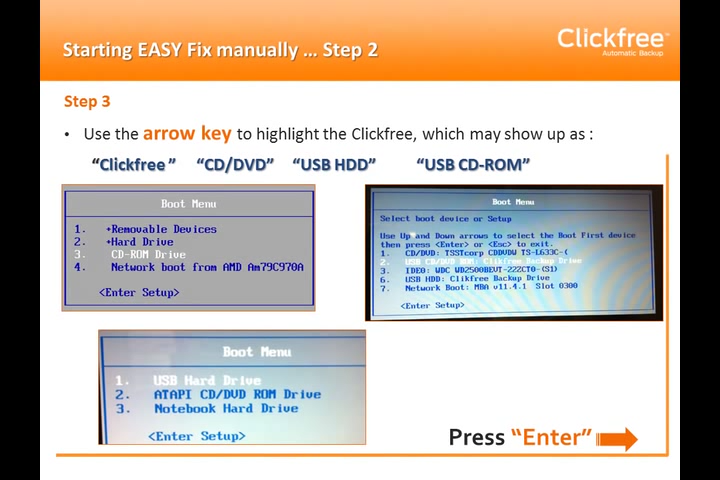 Starting EASY Fix manually ... Step 2
Clickfree™
Automatic Backup
Step 3
• Use the arrow key to highlight the Clickfree, which may show up as :
“Clickfree ” “CD/DVD” “USB HDD” “USB CD-ROM”
Boot Menu
1. +Removable Devices
2. +Hard Drive
3. CD-ROM Drive
4. Network boot from AMD Am79C970A
<Enter Setup>
Boot Menu
Select boot device or Setup
Use Up and Down arrows to select the Boot First device
then press <Enter> or <Esc> to exit.
1. CD/DVD: TSSTcorp CDDVDW TS-L633C-(
2. USB CD/DVD ROM: Clikfree Backup Drive
3. IDE0: WDC WD2500BEVT-22ZCT0-(S1)
6. USB HDD: Clikfree Backup Drive
7. Network Boot: MBA v11.4.1 Slot 0300
<Enter Setup>
Boot Menu
1. USB Hard Drive
2. ATAPI CD/DVD ROM Drive
3. Notebook Hard Drive
<Enter Setup>
Press “Enter”